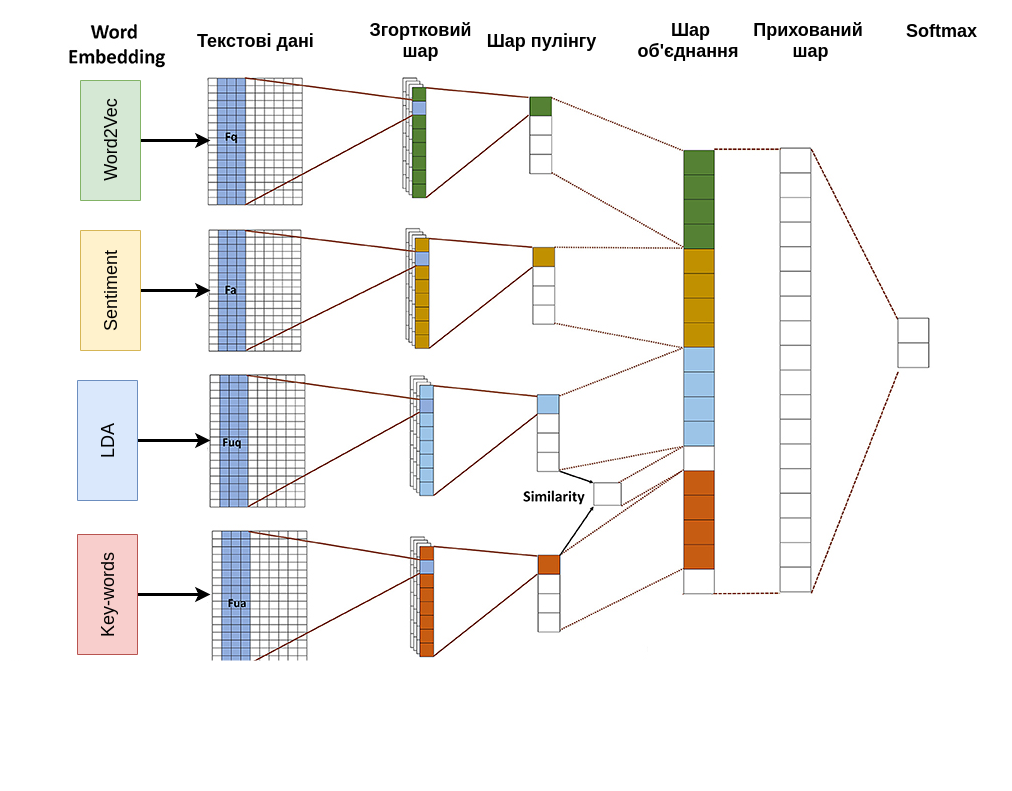 Word
Embedding
Текстові дані
Згортковий
шар
Шар пулінгу
Шар
об'єднання
Прихований
шар
Softmax
Word2Vec
Fq
Sentiment
Fa
LDA
Fuq
Similarity
Key-words
Fua